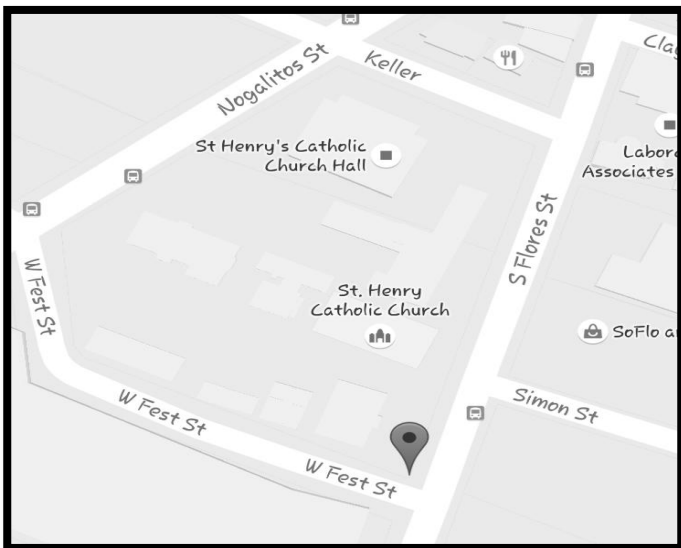 Keller
Nogalitos St
St Henry's Catholic
Church Hall
Labor
Associates
S Flores St
W Fest St
St. Henry
Catholic Church
SoFlo a
Simon St
W Fest St
W Fest St